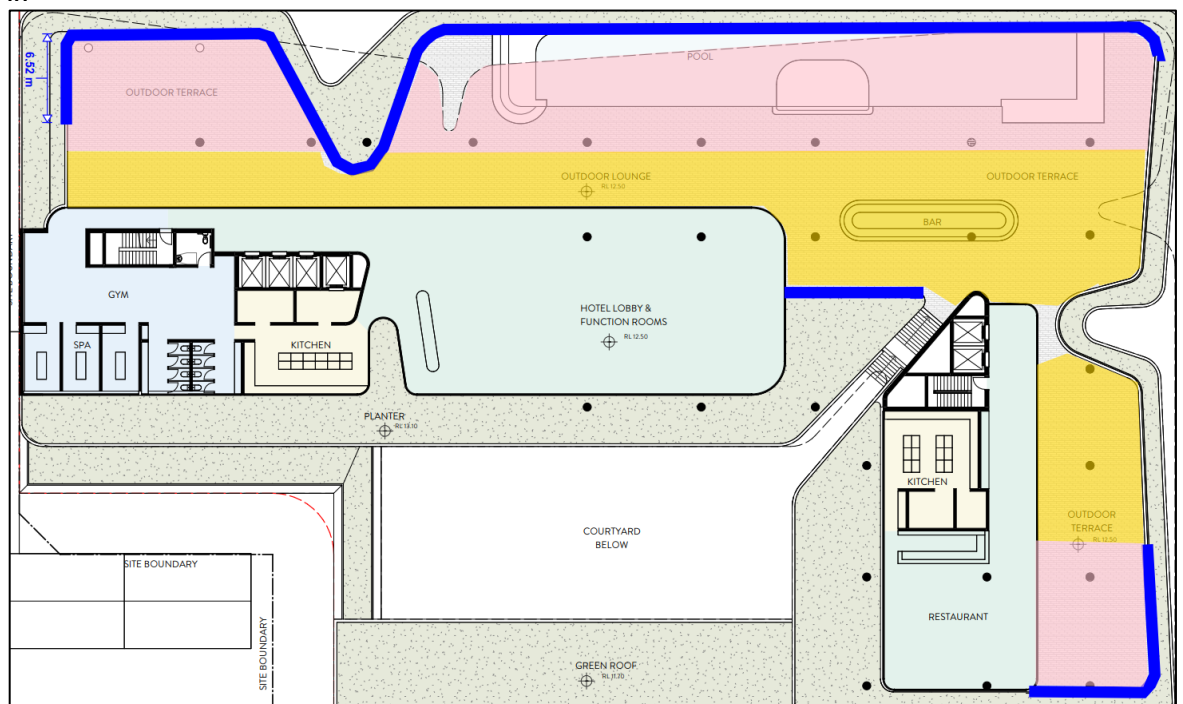 6.52 m
OUTDOOR TERRACE
POOL
OUTDOOR LOUNGE
RL 12.50
OUTDOOR TERRACE
BAR
GYM
HOTEL LOBBY &
FUNCTION ROOMS
RL 12.50
SPA
KITCHEN
PLANTER
RL 13.10
KITCHEN
COURTYARD
BELOW
OUTDOOR
TERRACE
RL 12.50
SITE BOUNDARY
RESTAURANT
SITE BOUNDARY
GREEN ROOF
RL 11.70